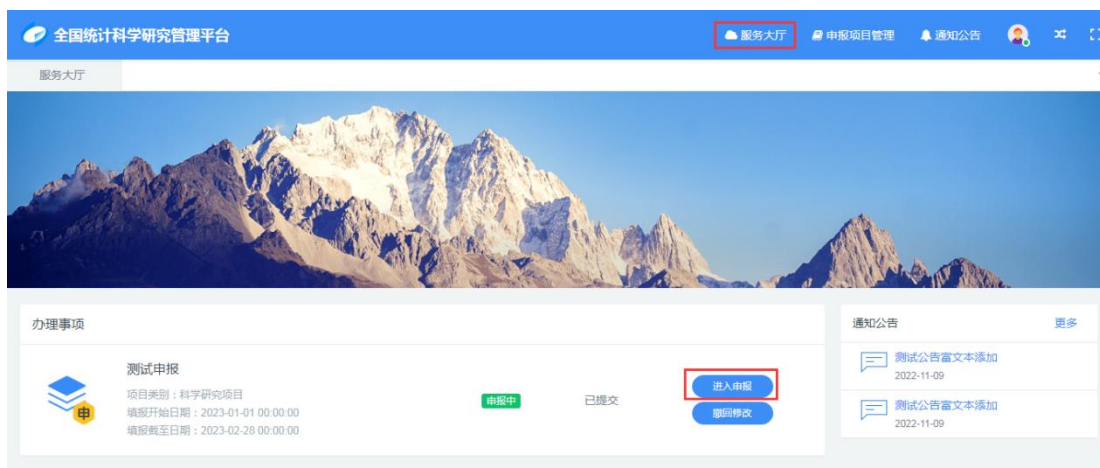 全国统计科学研究管理平台
服务大厅 申报项目管理 通知公告
服务大厅
办理事项
测试申报
项目类别：科学研究项目
填报开始日期：2023-01-01 00:00:00
填报截至日期：2023-02-28 00:00:00
申
申报中
已提交
进入申报
撤回修改
通知公告 更多
测试公告富文本添加
2022-11-09
测试公告富文本添加
2022-11-09